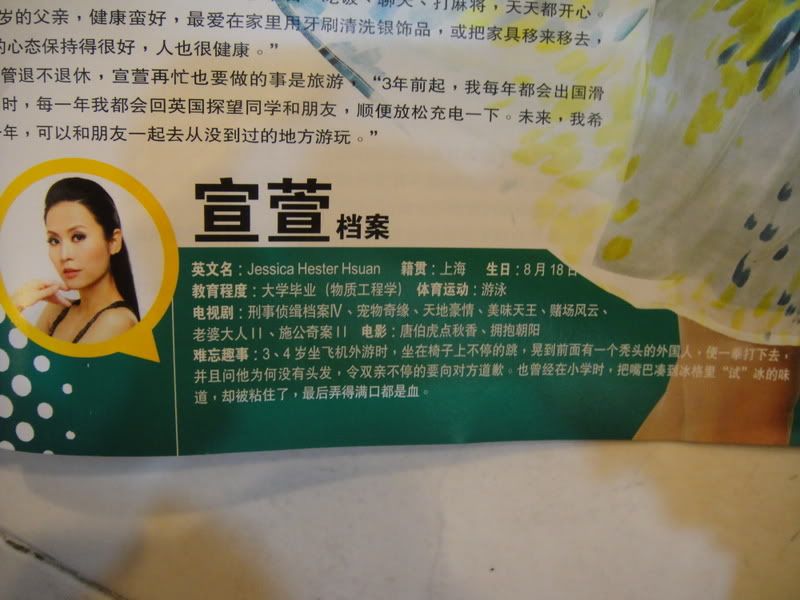 吃饭、聊天、打麻将，天天都开心。
岁的父亲，健康蛮好，最爱在家里用牙刷清洗银饰品，或把家具移来移去，
的心态保持得很好，人也很健康。”
管退不退休，宣萱再忙也要做的事是旅游，“3年前起，我每年都会出国滑
时，每一年我都会回英国探望同学和朋友，顺便放松充电一下。未来，我希
年，可以和朋友一起去从没到过的地方游玩。”
宣萱档案
英文名：Jessica Hester Hsuan 籍贯：上海 生日：8月18日
教育程度：大学毕业（物质工程学） 体育运动：游泳
电视剧：刑事侦缉档案Ⅳ、宠物奇缘、天地豪情、美味天王、赌场风云、
老婆大人II、施公奇案II 电影：唐伯虎点秋香、拥抱朝阳
难忘趣事：3、4岁坐飞机外游时，坐在椅子上不停的跳，晃到前面有一个秃头的外国人，便一拳打下去，
并且问他为何没有头发，令双亲不停的要向对方道歉。也曾经在小学时，把嘴巴凑到冰格里“试”冰的味
道，却被粘住了，最后弄得满口都是血。